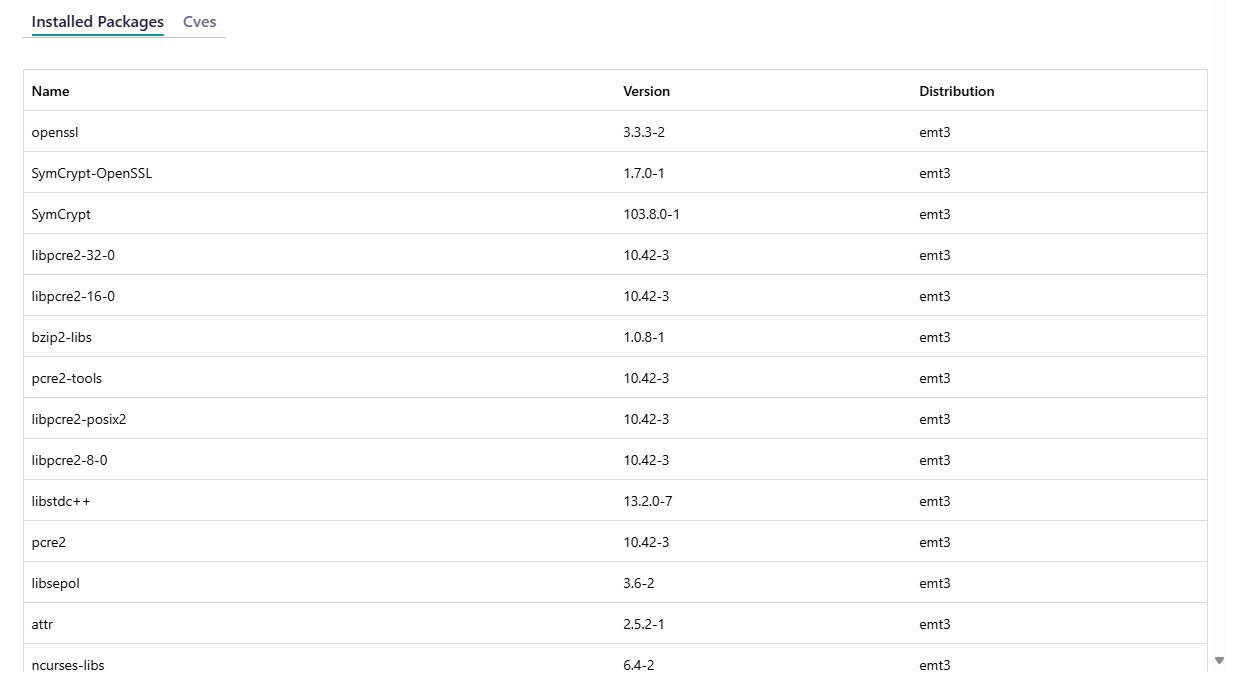 Installed Packages Cves
Name Version Distribution
openssl 3.3.3-2 emt3
SymCrypt-OpenSSL 1.7.0-1 emt3
SymCrypt 103.8.0-1 emt3
libpcre2-32-0 10.42-3 emt3
libpcre2-16-0 10.42-3 emt3
bzip2-libs 1.0.8-1 emt3
pcre2-tools 10.42-3 emt3
libpcre2-posix2 10.42-3 emt3
libpcre2-8-0 10.42-3 emt3
libstdc++ 13.2.0-7 emt3
pcre2 10.42-3 emt3
libsepol 3.6-2 emt3
attr 2.5.2-1 emt3
ncurses-libs 6.4-2 emt3